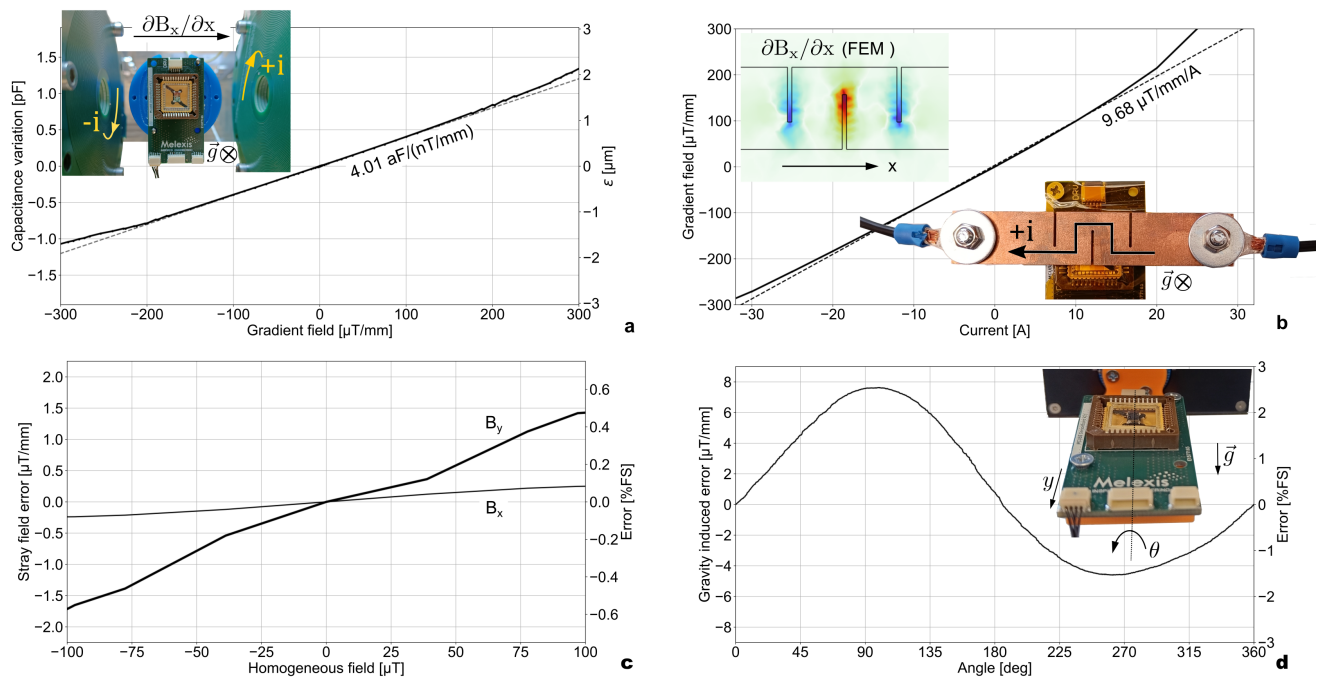 ∂Bₓ/∂x
+i
-i
Melexis
g⃗⊗
4.01 aF/(nT/mm)
Capacitance variation [pF]
1.5
1.0
0.5
0.0
−0.5
−1.0
−1.5
3
2
1
0
−1
−2
−3
ε [μm]
−300 −200 −100 0 100 200 300
Gradient field [μT/mm]
a
∂Bₓ/∂x (FEM)
x
9.68 μT/mm/A
+i
g⃗⊗
Gradient field [μT/mm]
300
200
100
0
−100
−200
−300
−30 −20 −10 0 10 20 30
Current [A]
b
Stray field error [μT/mm]
2.0
1.5
1.0
0.5
0.0
−0.5
−1.0
−1.5
−2.0
B_y
Bₓ
0.6
0.4
0.2
0.0
−0.2
−0.4
−0.6
Error [%FS]
−100 −75 −50 −25 0 25 50 75 100
Homogeneous field [μT]
c
Gravity induced error [μT/mm]
8
6
4
2
0
−2
−4
−6
−8
Melexis
g⃗
y
θ
3
2
1
0
−1
−2
−3
Error [%FS]
0 45 90 135 180 225 270 315 360
Angle [deg]
d